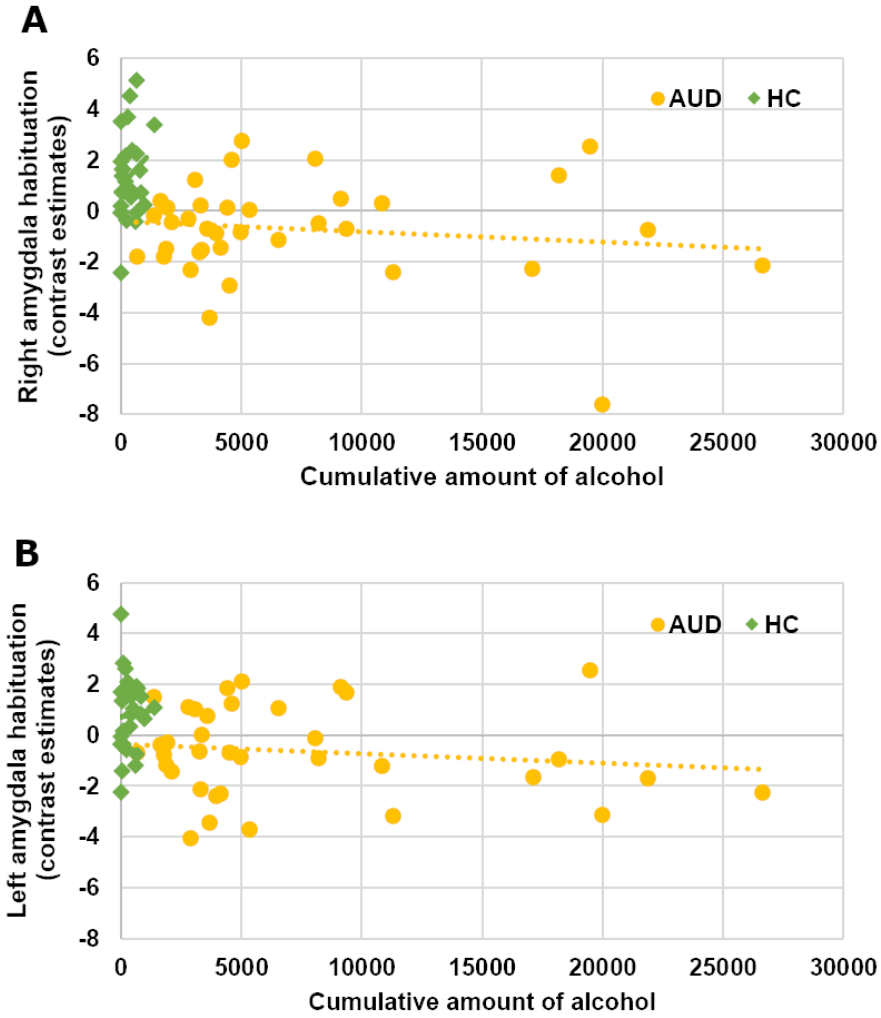 A
Right amygdala habituation
(contrast estimates)
6
4
2
0
-2
-4
-6
-8
AUD HC
0 5000 10000 15000 20000 25000 30000
Cumulative amount of alcohol
B
Left amygdala habituation
(contrast estimates)
6
4
2
0
-2
-4
-6
-8
AUD HC
0 5000 10000 15000 20000 25000 30000
Cumulative amount of alcohol